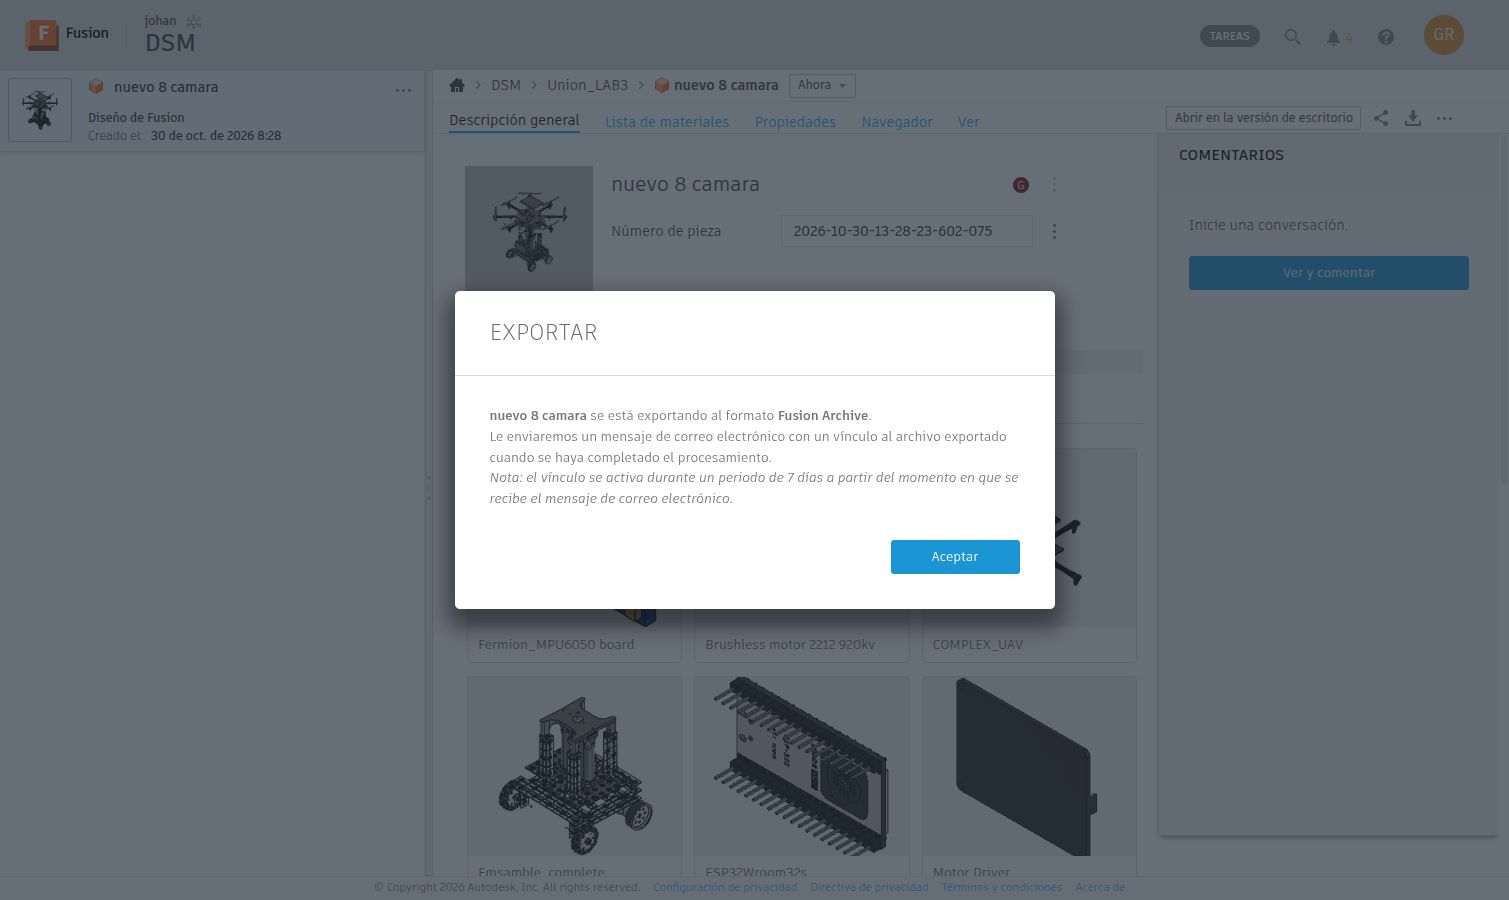 F Fusion
johan
DSM
TAREAS
4
GR
nuevo 8 camara
Diseño de Fusion
Creado el: 30 de oct. de 2026 8:28
DSM
Union_LAB3
nuevo 8 camara
Ahora
Descripción general
Lista de materiales
Propiedades
Navegador
Ver
Abrir en la versión de escritorio
COMENTARIOS
Inicie una conversación.
Ver y comentar
nuevo 8 camara
G
Número de pieza
2026-10-30-13-28-23-602-075
EXPORTAR
nuevo 8 camara se está exportando al formato Fusion Archive.
Le enviaremos un mensaje de correo electrónico con un vínculo al archivo exportado
cuando se haya completado el procesamiento.
Nota: el vínculo se activa durante un periodo de 7 días a partir del momento en que se
recibe el mensaje de correo electrónico.
Aceptar
Fermion_MPU6050 board
Brushless motor 2212 920kv
COMPLEX_UAV
Emsamble_complete
ESP32Wroom32s
Motor Driver
© Copyright 2026 Autodesk, Inc. All rights reserved. Configuración de privacidad Directiva de privacidad Términos y condiciones Acerca de